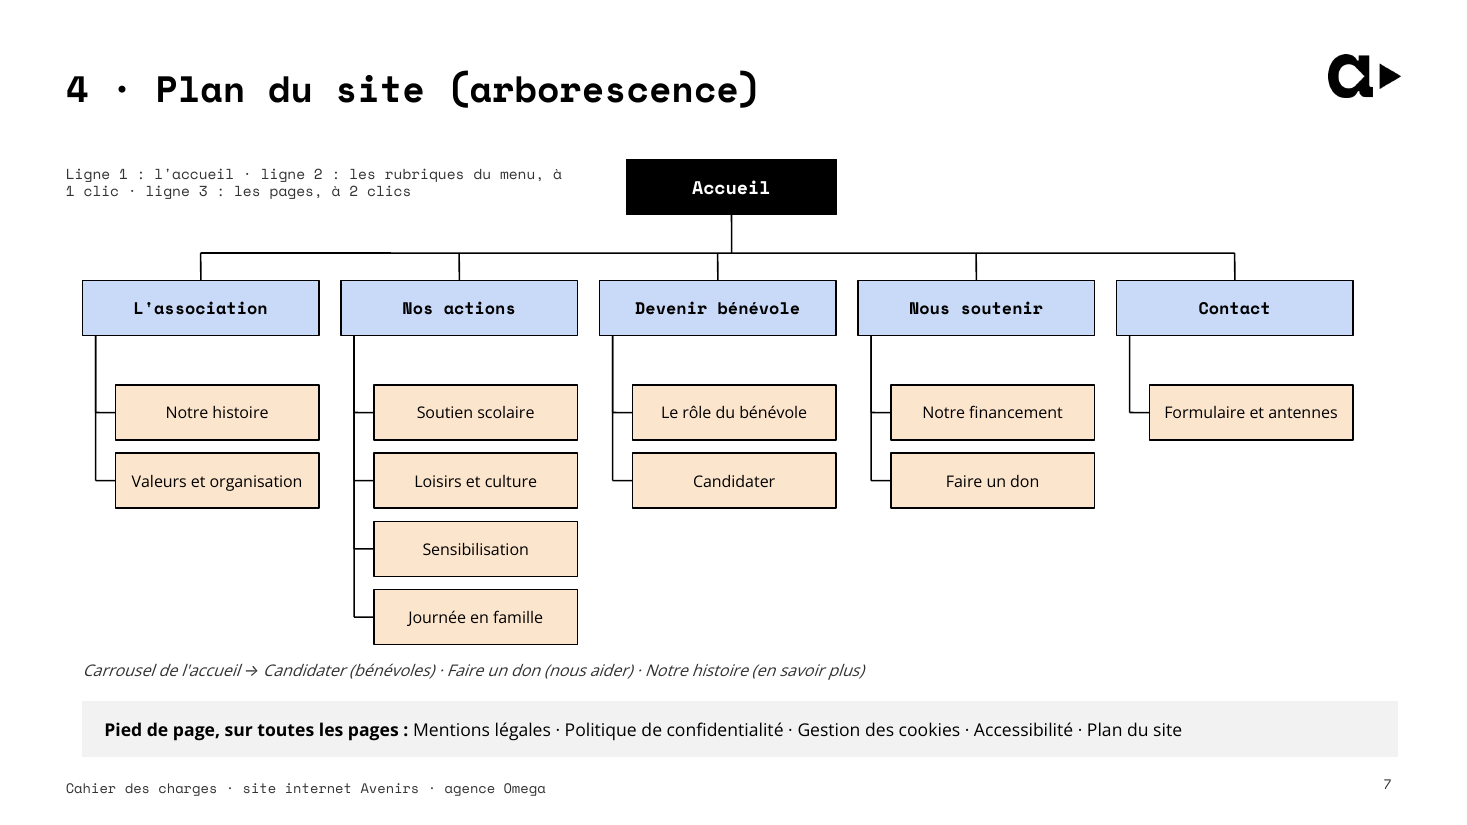 4 · Plan du site (arborescence)
a
Ligne 1 : l'accueil · ligne 2 : les rubriques du menu, à
1 clic · ligne 3 : les pages, à 2 clics
Accueil
L'association
Nos actions
Devenir bénévole
Nous soutenir
Contact
Notre histoire
Soutien scolaire
Le rôle du bénévole
Notre financement
Formulaire et antennes
Valeurs et organisation
Loisirs et culture
Candidater
Faire un don
Sensibilisation
Journée en famille
Carrousel de l'accueil → Candidater (bénévoles) · Faire un don (nous aider) · Notre histoire (en savoir plus)
Pied de page, sur toutes les pages : Mentions légales · Politique de confidentialité · Gestion des cookies · Accessibilité · Plan du site
Cahier des charges · site internet Avenirs · agence Omega
7